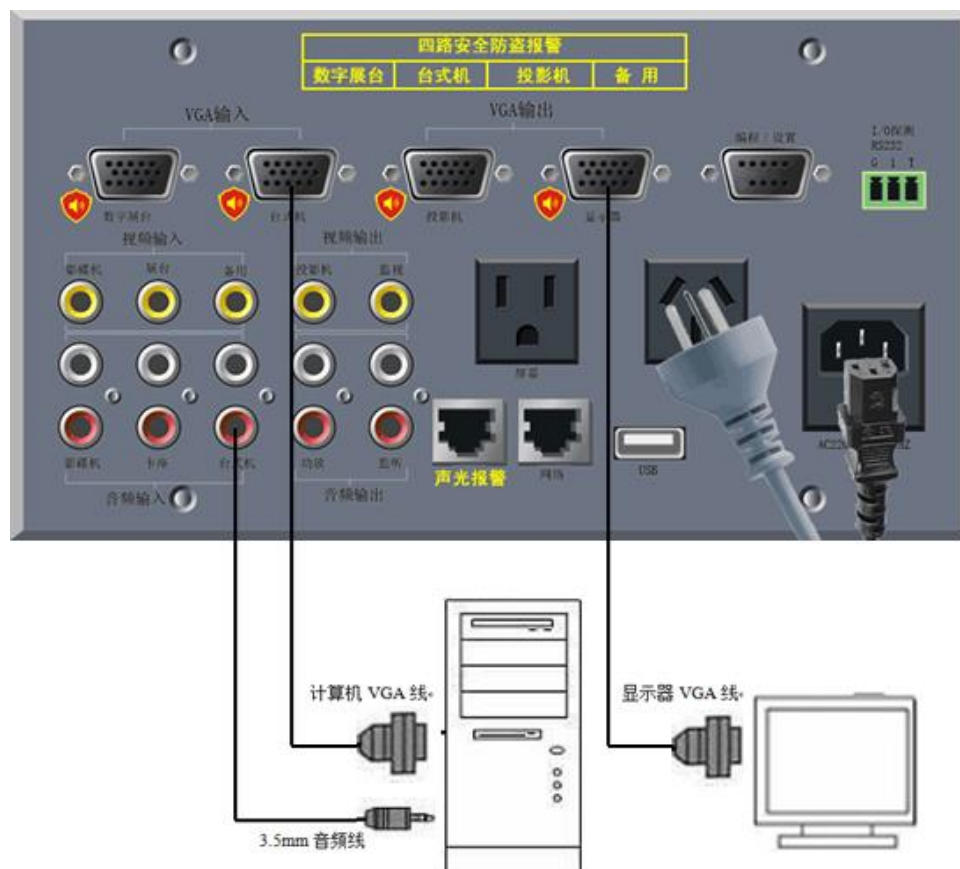 四路安全防盗报警
数字展台 台式机 投影机 备 用
VGA输入 VGA输出
编程 / 设置
I/O探测
RS232
G 1 T
数字展台 台式机 投影机 显示器
视频输入 视频输出
影碟机 展台 备用 投影机 监视
屏幕
影碟机 卡座 台式机 功放 监听
声光报警 网络 USB
音频输入 音频输出
计算机 VGA 线。
显示器 VGA 线。
3.5mm 音频线